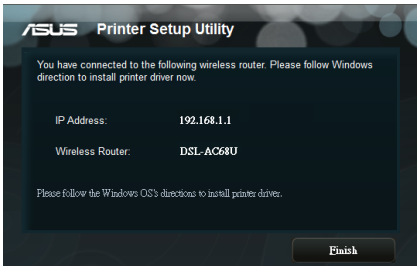 ASUS Printer Setup Utility
You have connected to the following wireless router. Please follow Windows
direction to install printer driver now.
IP Address: 192.168.1.1
Wireless Router: DSL-AC68U
Please follow the Windows OS's directions to install printer driver.
Finish